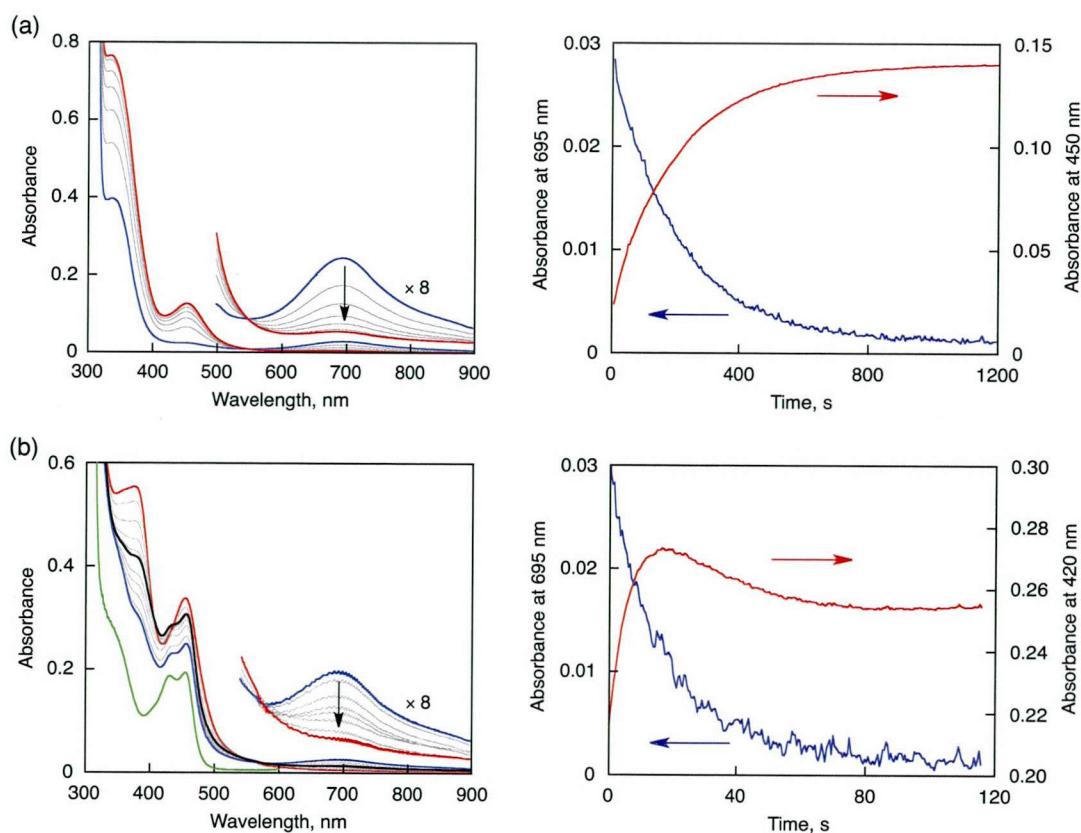 (a)
0.8
0.6
0.4
0.2
0
Absorbance
× 8
300 400 500 600 700 800 900
Wavelength, nm
0.03
0.02
0.01
0
Absorbance at 695 nm
0.15
0.10
0.05
0
Absorbance at 450 nm
0 400 800 1200
Time, s
(b)
0.6
0.4
0.2
0
Absorbance
× 8
300 400 500 600 700 800 900
Wavelength, nm
0.03
0.02
0.01
0
Absorbance at 695 nm
0.30
0.28
0.26
0.24
0.22
0.20
Absorbance at 420 nm
0 40 80 120
Time, s